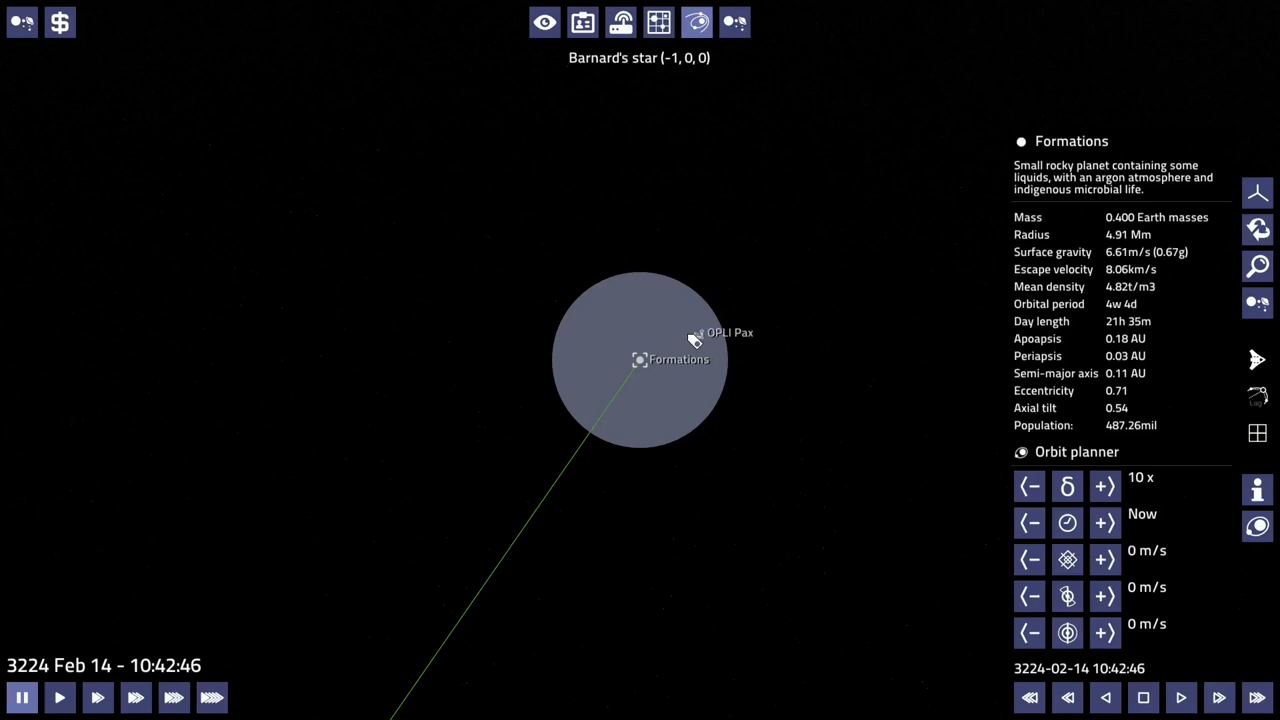 Barnard's star (-1, 0, 0)
Formations
Small rocky planet containing some
liquids, with an argon atmosphere and
indigenous microbial life.
Mass 0.400 Earth masses
Radius 4.91 Mm
Surface gravity 6.61m/s (0.67g)
Escape velocity 8.06km/s
Mean density 4.82t/m3
Orbital period 4w 4d
Day length 21h 35m
Apoapsis 0.18 AU
Periapsis 0.03 AU
Semi-major axis 0.11 AU
Eccentricity 0.71
Axial tilt 0.54
Population: 487.26mil
OPLI Pax
Formations
Orbit planner
10 x
Now
0 m/s
0 m/s
0 m/s
3224-02-14 10:42:46
3224 Feb 14 - 10:42:46